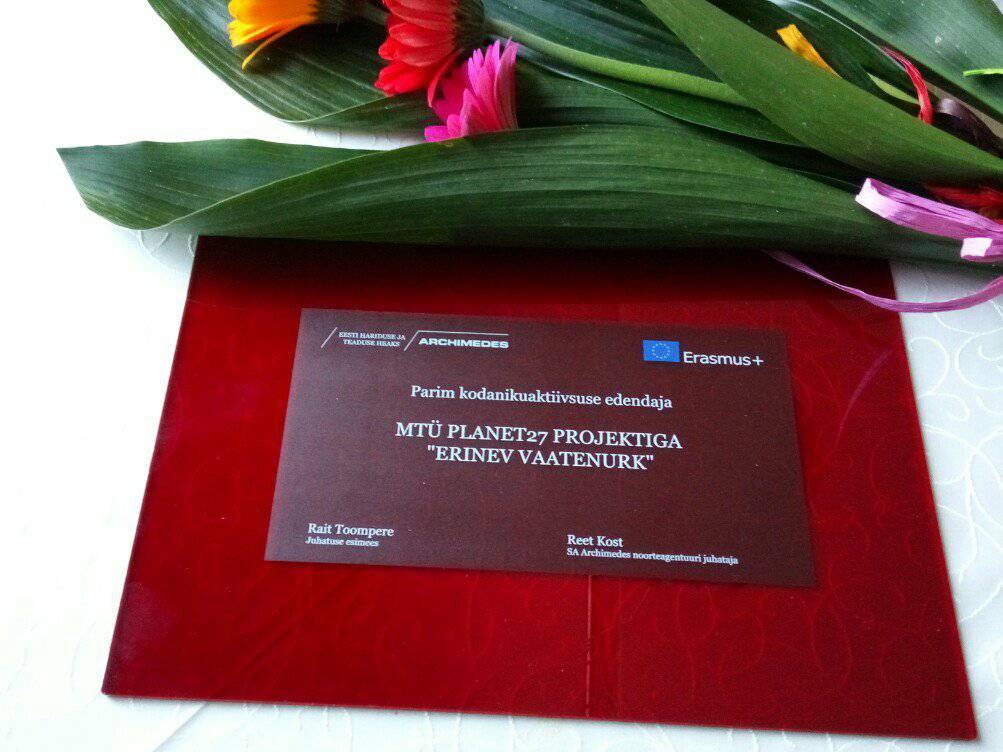 EESTI HARIDUSE JA
TEADUSE HEAKS
ARCHIMEDES
Erasmus+
Parim kodanikuaktiivsuse edendaja
MTÜ PLANET27 PROJEKTIGA
"ERINEV VAATENURK"
Rait Toompere
Juhatuse esimees
Reet Kost
SA Archimedes noorteagentuuri juhataja